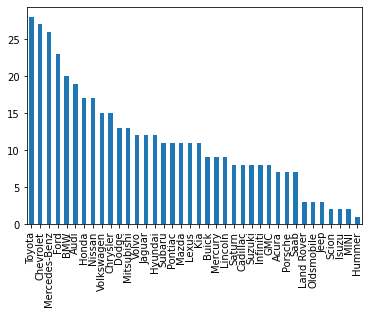 25
20
15
10
5
0
Toyota
Chevrolet
Mercedes-Benz
Ford
BMW
Audi
Honda
Nissan
Volkswagen
Chrysler
Dodge
Mitsubishi
Volvo
Jaguar
Hyundai
Subaru
Pontiac
Mazda
Lexus
Kia
Buick
Mercury
Lincoln
Saturn
Cadillac
Suzuki
Infiniti
GMC
Acura
Porsche
Saab
Land Rover
Oldsmobile
Jeep
Scion
Isuzu
MINI
Hummer